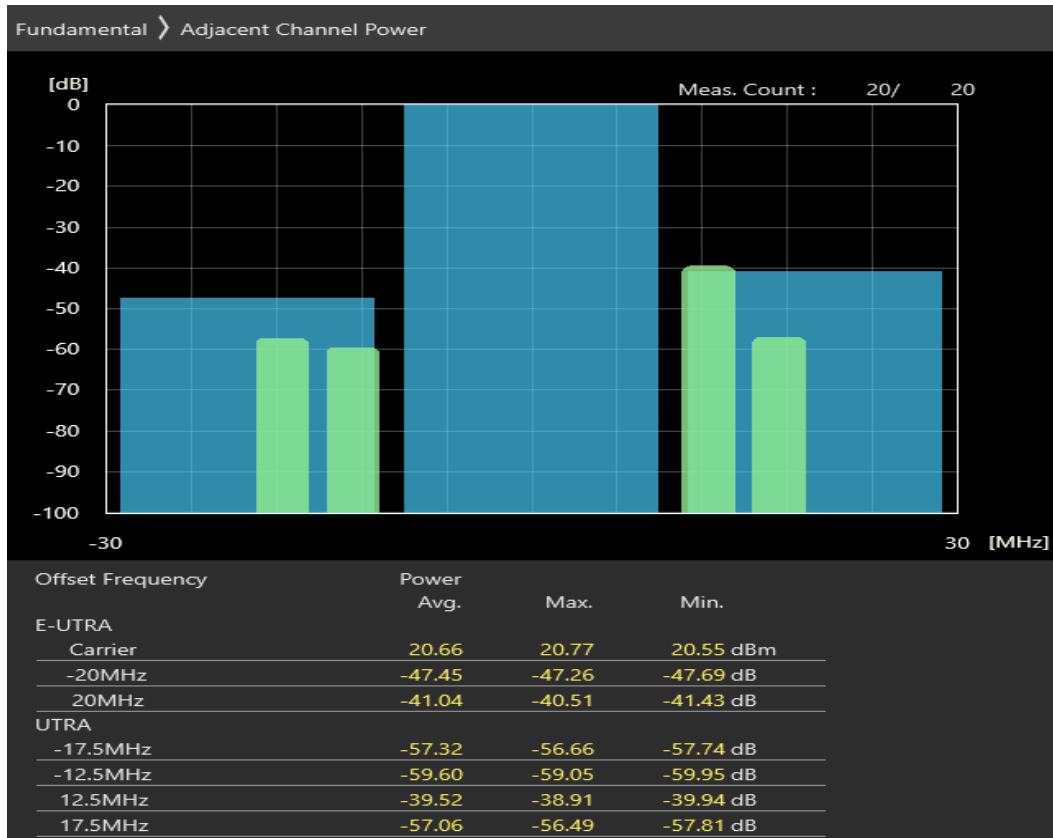 Fundamental ❯ Adjacent Channel Power
[dB]
Meas. Count : 20/ 20
0
-10
-20
-30
-40
-50
-60
-70
-80
-90
-100
-30 30 [MHz]
Offset Frequency Power
Avg. Max. Min.
E-UTRA
Carrier 20.66 20.77 20.55 dBm
-20MHz -47.45 -47.26 -47.69 dB
20MHz -41.04 -40.51 -41.43 dB
UTRA
-17.5MHz -57.32 -56.66 -57.74 dB
-12.5MHz -59.60 -59.05 -59.95 dB
12.5MHz -39.52 -38.91 -39.94 dB
17.5MHz -57.06 -56.49 -57.81 dB